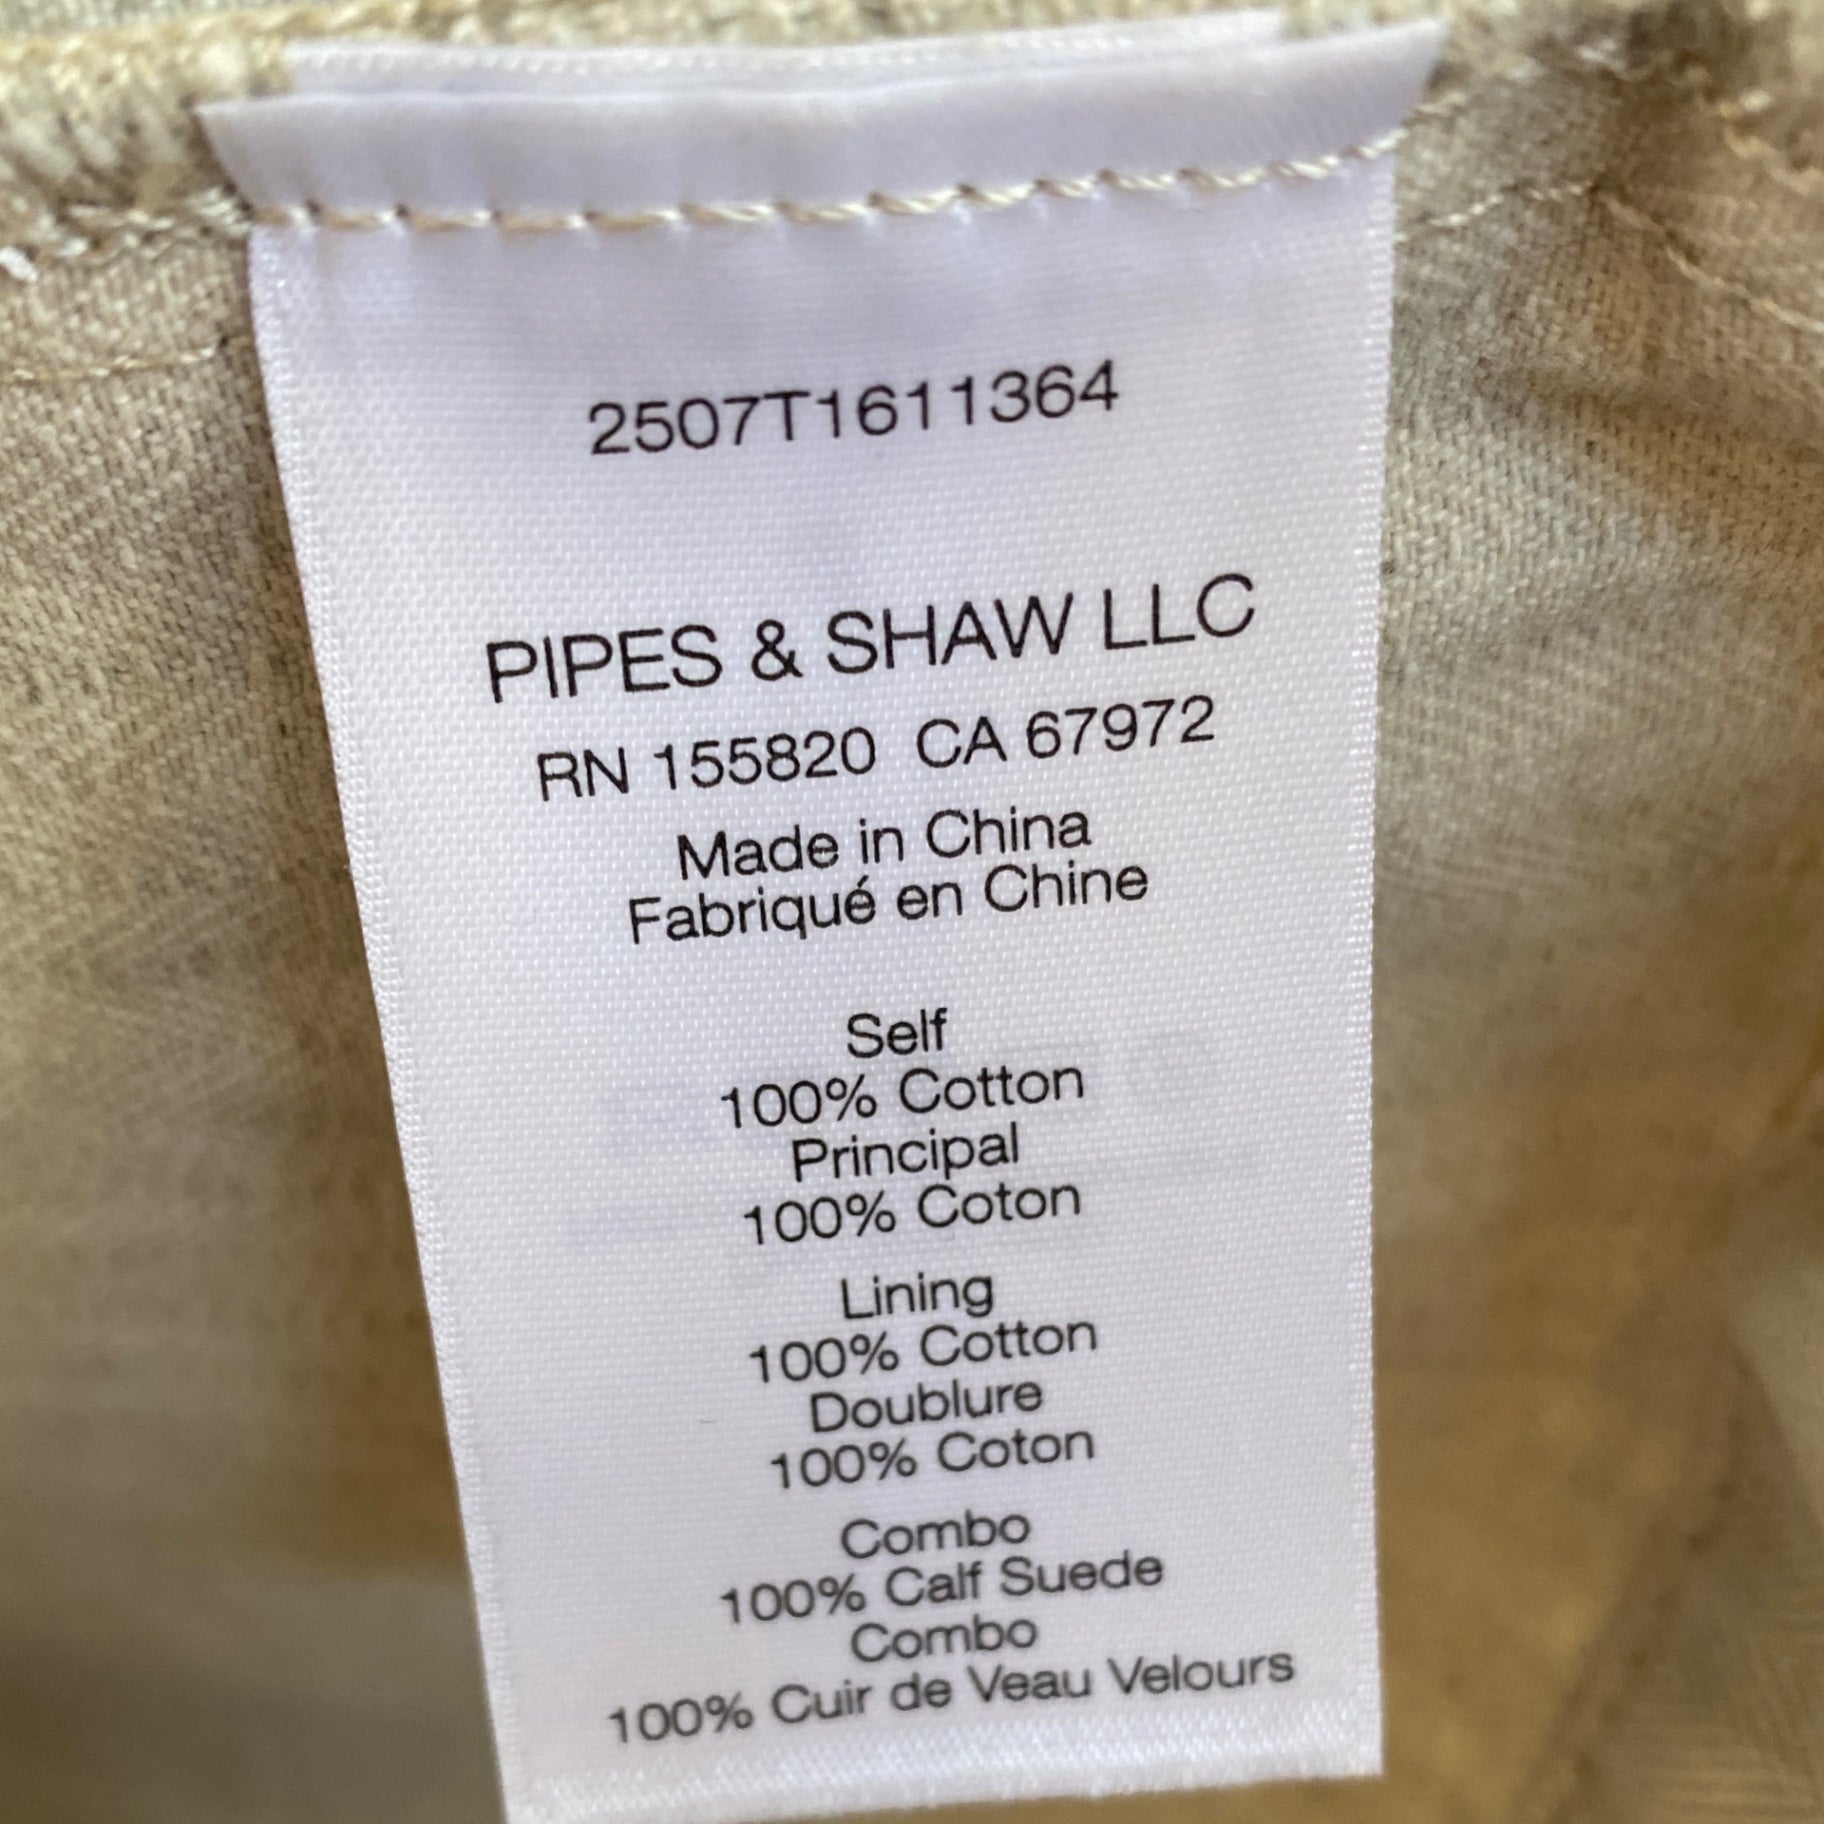 2507T1611364
PIPES & SHAW LLC
RN 155820 CA 67972
Made in China
Fabriqué en Chine
Self
100% Cotton
Principal
100% Coton
Lining
100% Cotton
Doublure
100% Coton
Combo
100% Calf Suede
Combo
100% Cuir de Veau Velours